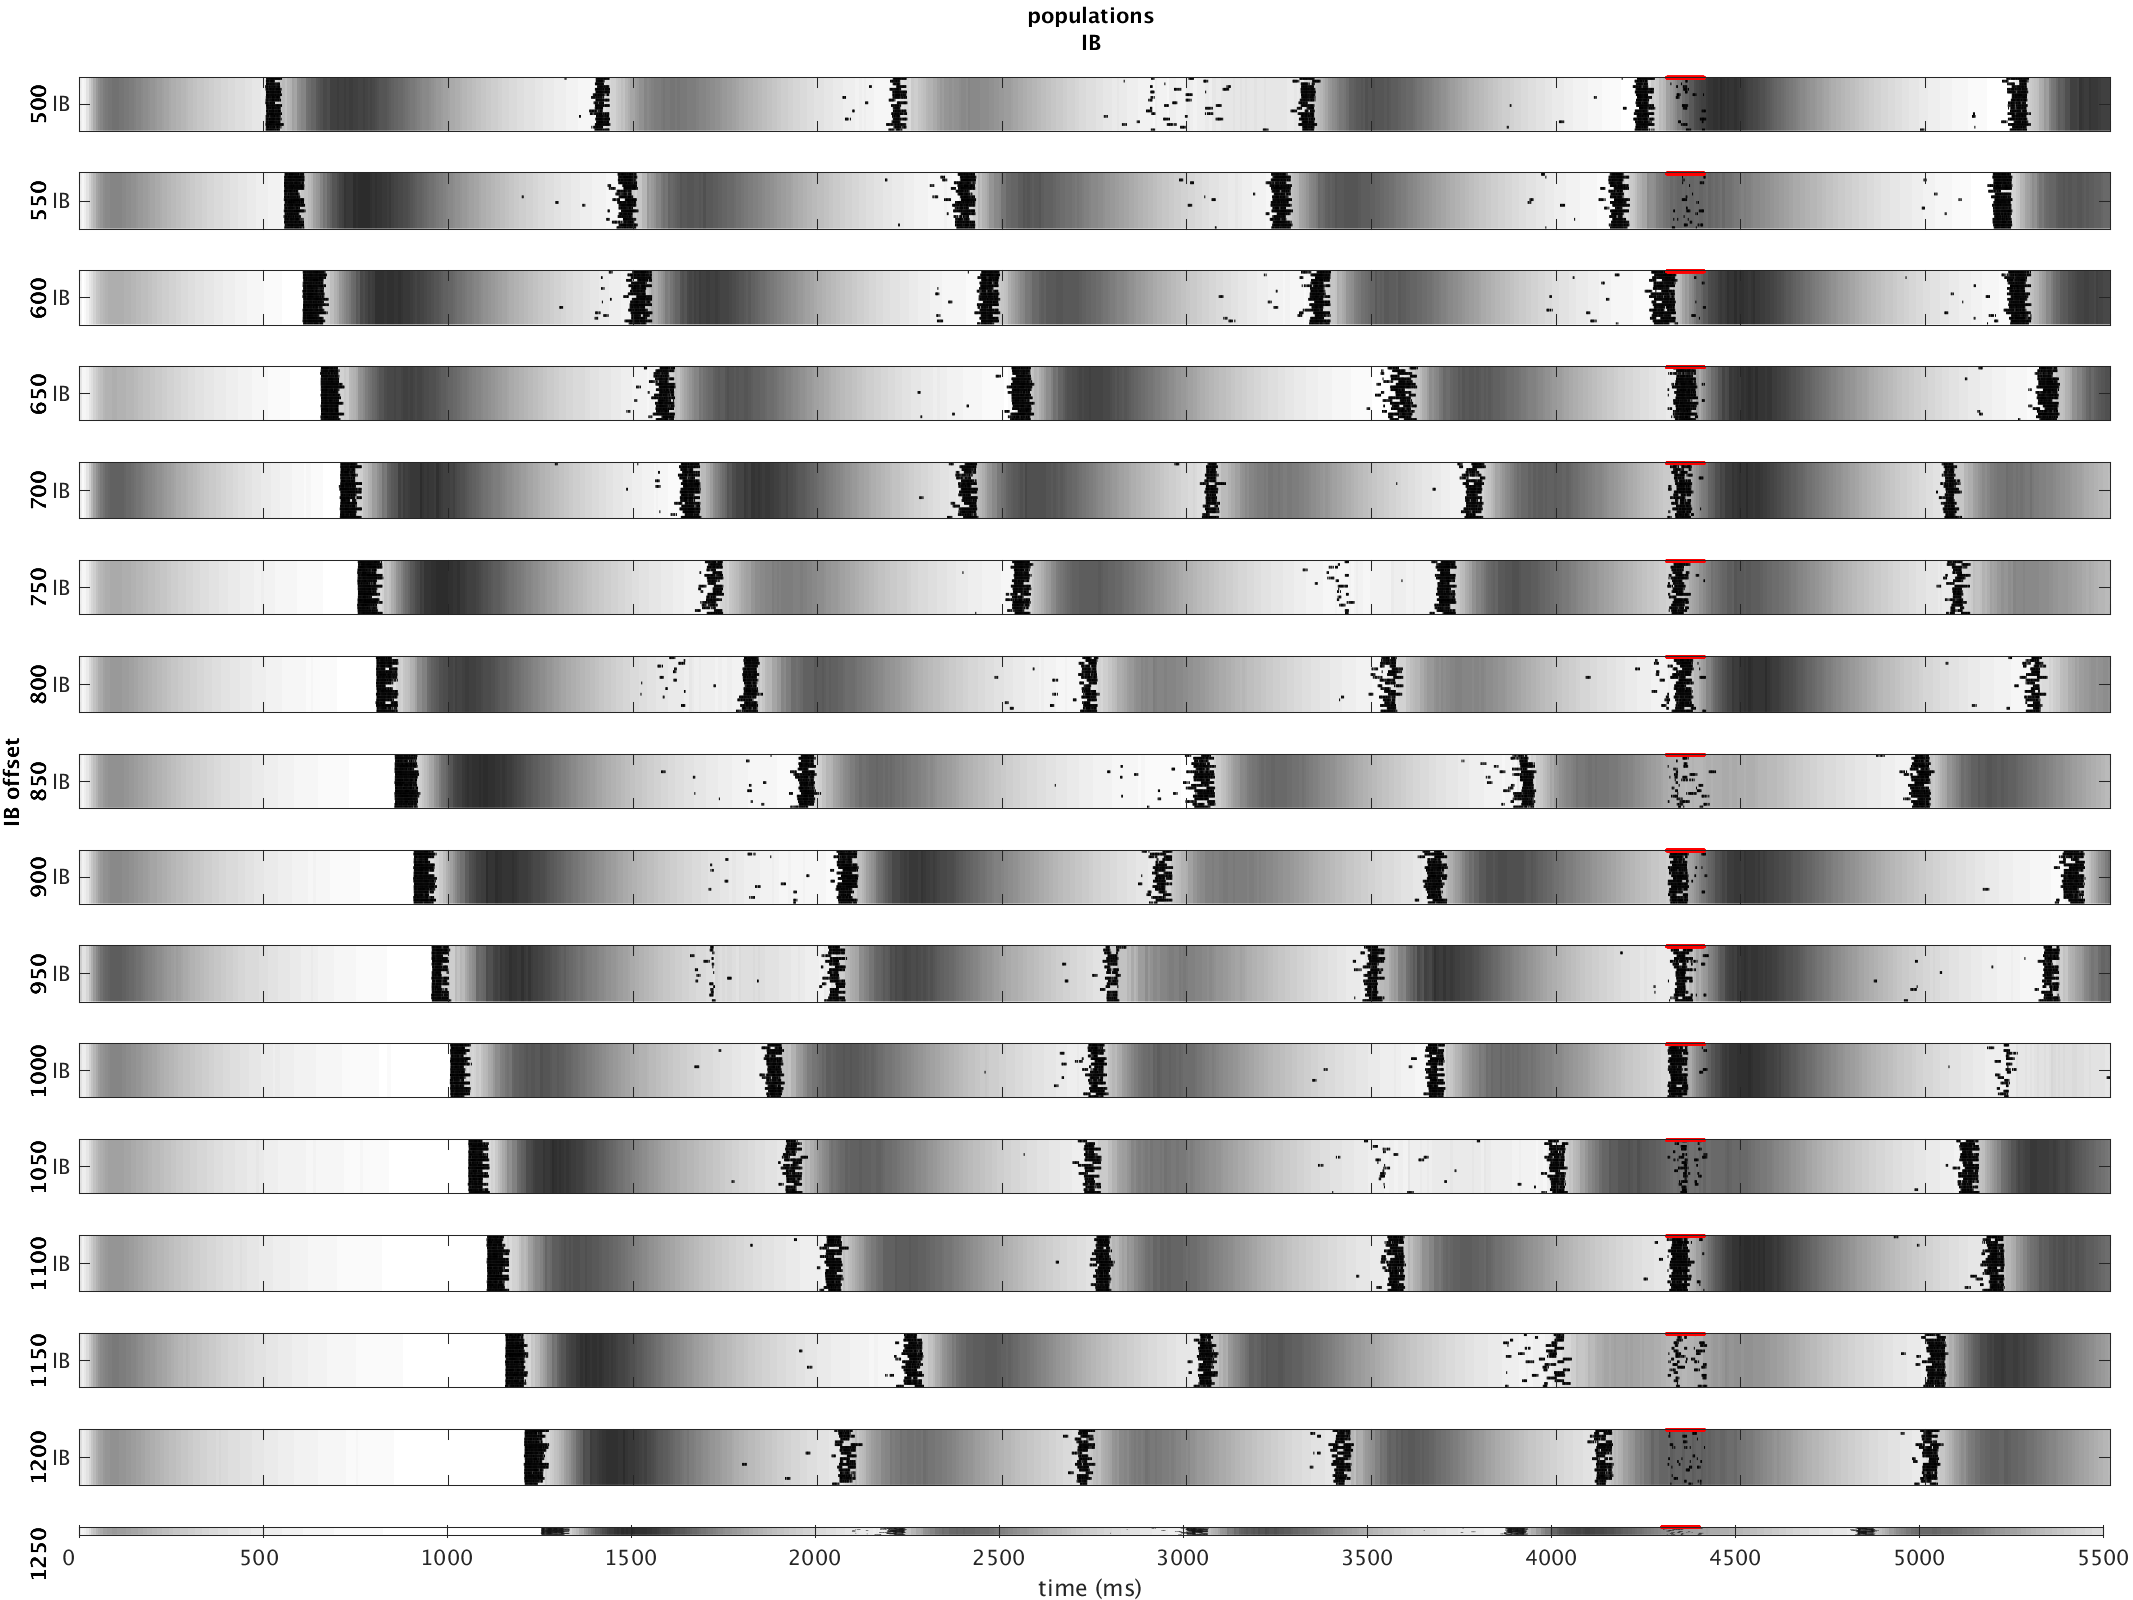 populations
IB
IB offset
500 IB
550 IB
600 IB
650 IB
700 IB
750 IB
800 IB
850 IB
900 IB
950 IB
1000 IB
1050 IB
1100 IB
1150 IB
1200 IB
1250
0 500 1000 1500 2000 2500 3000 3500 4000 4500 5000 5500
time (ms)